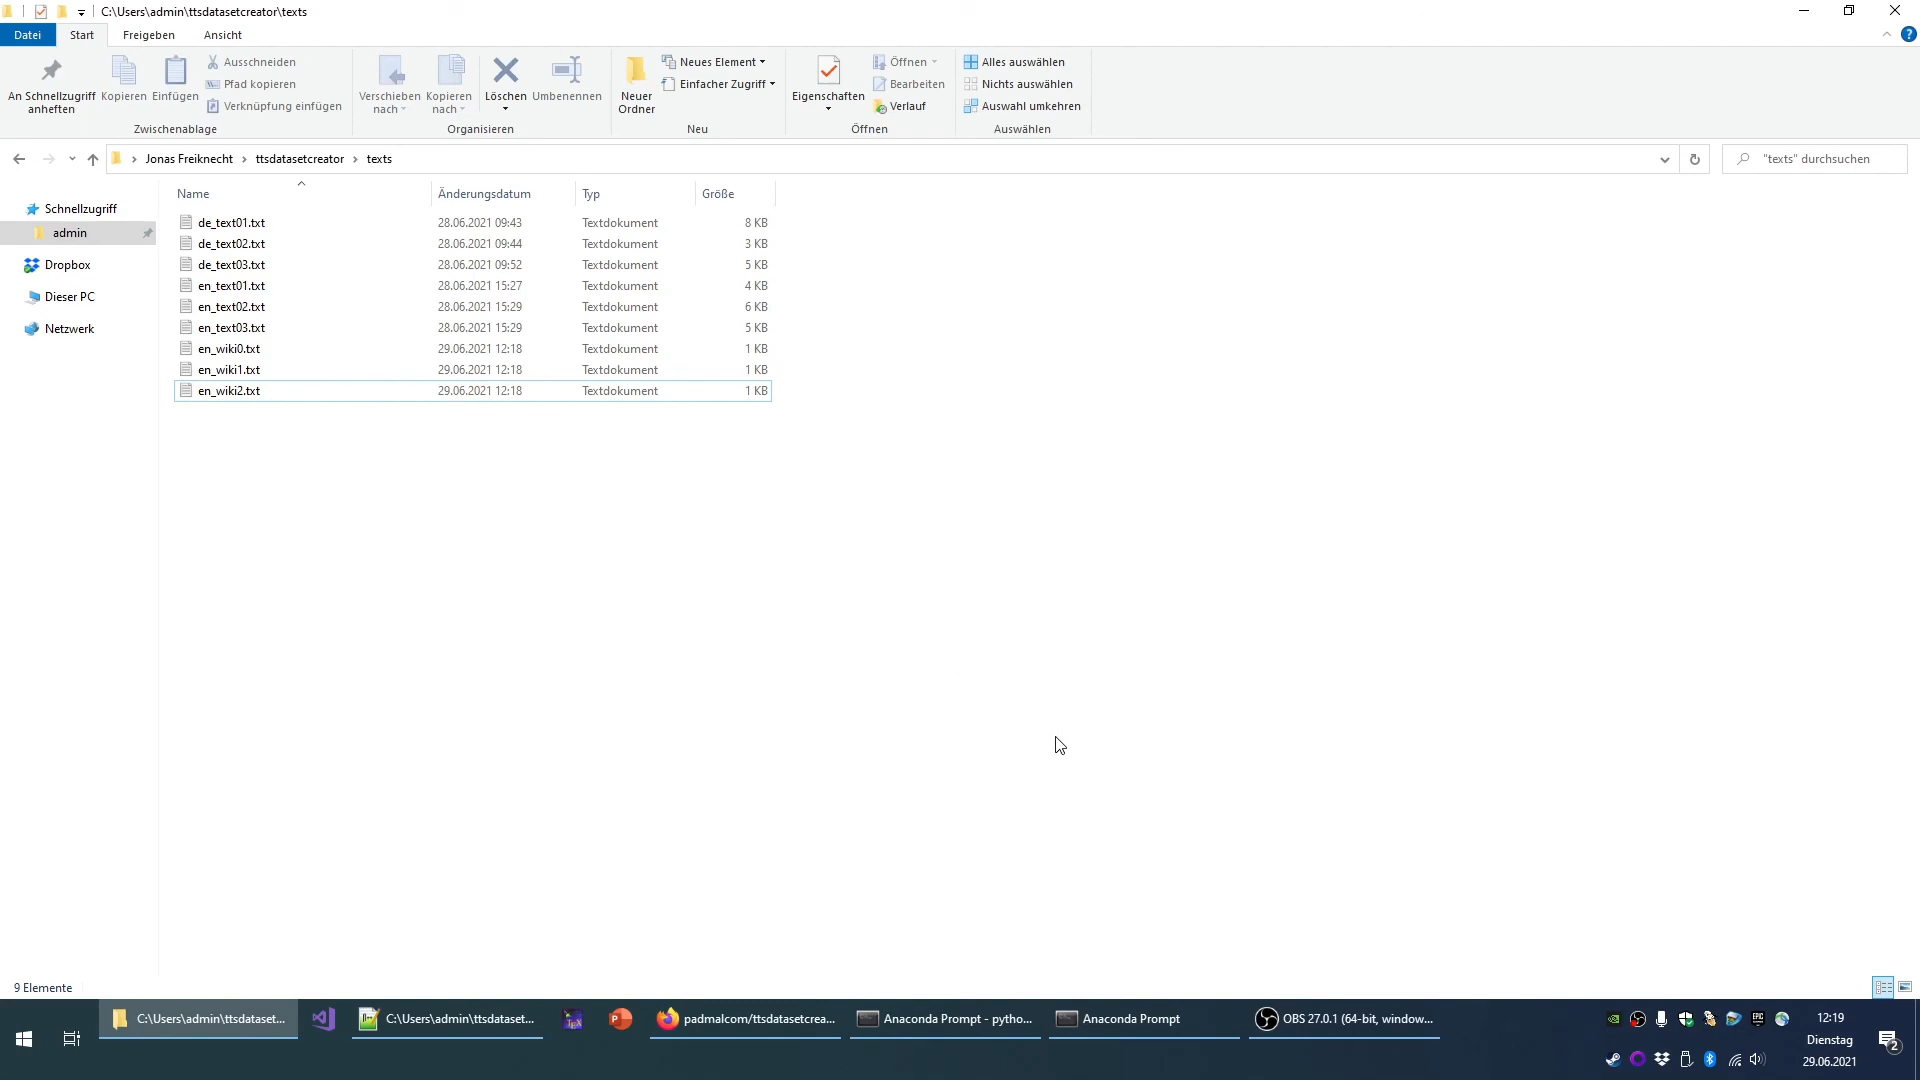 C:\Users\admin\ttsdatasetcreator\texts
Datei Start Freigeben Ansicht
An Schnellzugriff anheften
Kopieren
Einfügen
Ausschneiden
Pfad kopieren
Verknüpfung einfügen
Zwischenablage
Verschieben nach
Kopieren nach
Löschen
Umbenennen
Organisieren
Neuer Ordner
Neues Element
Einfacher Zugriff
Neu
Eigenschaften
Öffnen
Bearbeiten
Verlauf
Öffnen
Alles auswählen
Nichts auswählen
Auswahl umkehren
Auswählen
Jonas Freiknecht > ttsdatasetcreator > texts
"texts" durchsuchen
Schnellzugriff
admin
Dropbox
Dieser PC
Netzwerk
Name Änderungsdatum Typ Größe
de_text01.txt 28.06.2021 09:43 Textdokument 8 KB
de_text02.txt 28.06.2021 09:44 Textdokument 3 KB
de_text03.txt 28.06.2021 09:52 Textdokument 5 KB
en_text01.txt 28.06.2021 15:27 Textdokument 4 KB
en_text02.txt 28.06.2021 15:29 Textdokument 6 KB
en_text03.txt 28.06.2021 15:29 Textdokument 5 KB
en_wiki0.txt 29.06.2021 12:18 Textdokument 1 KB
en_wiki1.txt 29.06.2021 12:18 Textdokument 1 KB
en_wiki2.txt 29.06.2021 12:18 Textdokument 1 KB
9 Elemente
C:\Users\admin\ttsdataset...
C:\Users\admin\ttsdataset...
padmalcom/ttsdatasetcrea...
Anaconda Prompt - pytho...
Anaconda Prompt
OBS 27.0.1 (64-bit, window...
12:19
Dienstag
29.06.2021
2